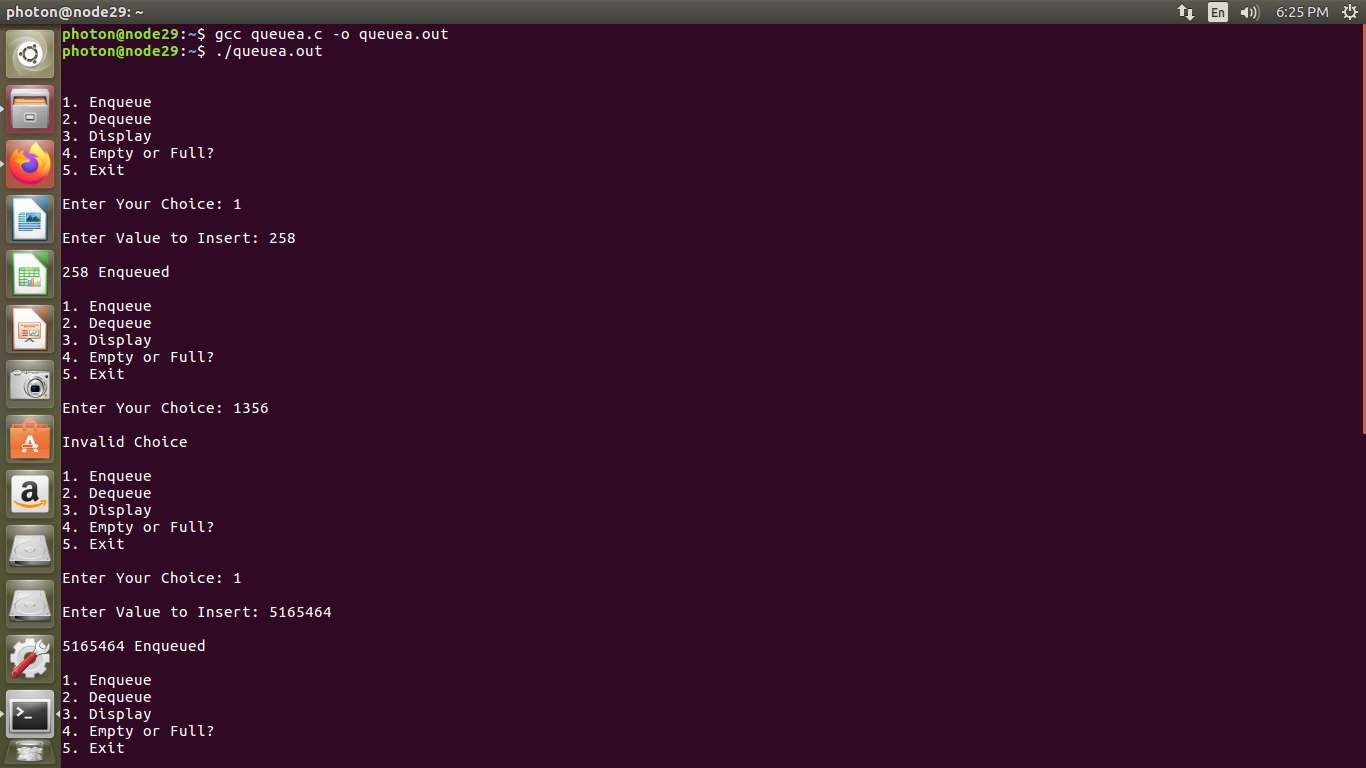 photon@node29: ~
En
6:25 PM
photon@node29:~$ gcc queuea.c -o queuea.out
photon@node29:~$ ./queuea.out
1. Enqueue
2. Dequeue
3. Display
4. Empty or Full?
5. Exit
Enter Your Choice: 1
Enter Value to Insert: 258
258 Enqueued
1. Enqueue
2. Dequeue
3. Display
4. Empty or Full?
5. Exit
Enter Your Choice: 1356
Invalid Choice
1. Enqueue
2. Dequeue
3. Display
4. Empty or Full?
5. Exit
Enter Your Choice: 1
Enter Value to Insert: 5165464
5165464 Enqueued
1. Enqueue
2. Dequeue
3. Display
4. Empty or Full?
5. Exit